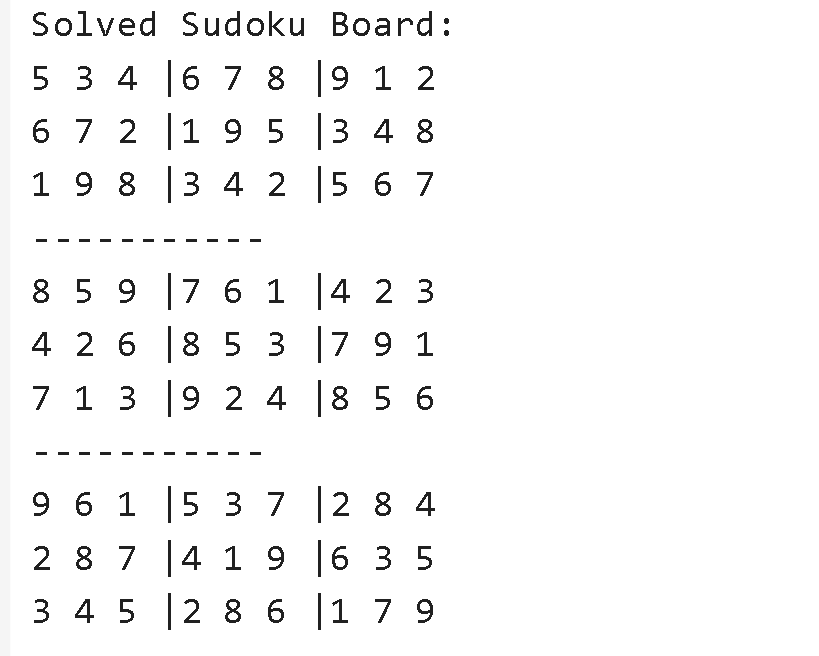 Solved Sudoku Board:
5 3 4 |6 7 8 |9 1 2
6 7 2 |1 9 5 |3 4 8
1 9 8 |3 4 2 |5 6 7
-----------
8 5 9 |7 6 1 |4 2 3
4 2 6 |8 5 3 |7 9 1
7 1 3 |9 2 4 |8 5 6
-----------
9 6 1 |5 3 7 |2 8 4
2 8 7 |4 1 9 |6 3 5
3 4 5 |2 8 6 |1 7 9